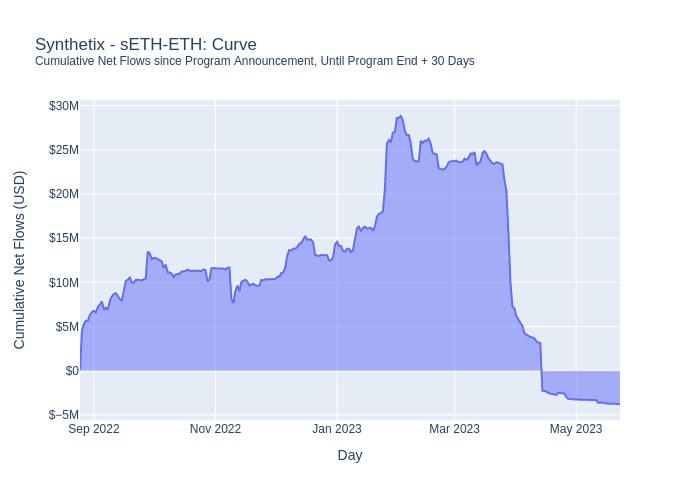 Synthetix - sETH-ETH: Curve
Cumulative Net Flows since Program Announcement, Until Program End + 30 Days
Cumulative Net Flows (USD)
$30M
$25M
$20M
$15M
$10M
$5M
$0
$−5M
Sep 2022 Nov 2022 Jan 2023 Mar 2023 May 2023
Day